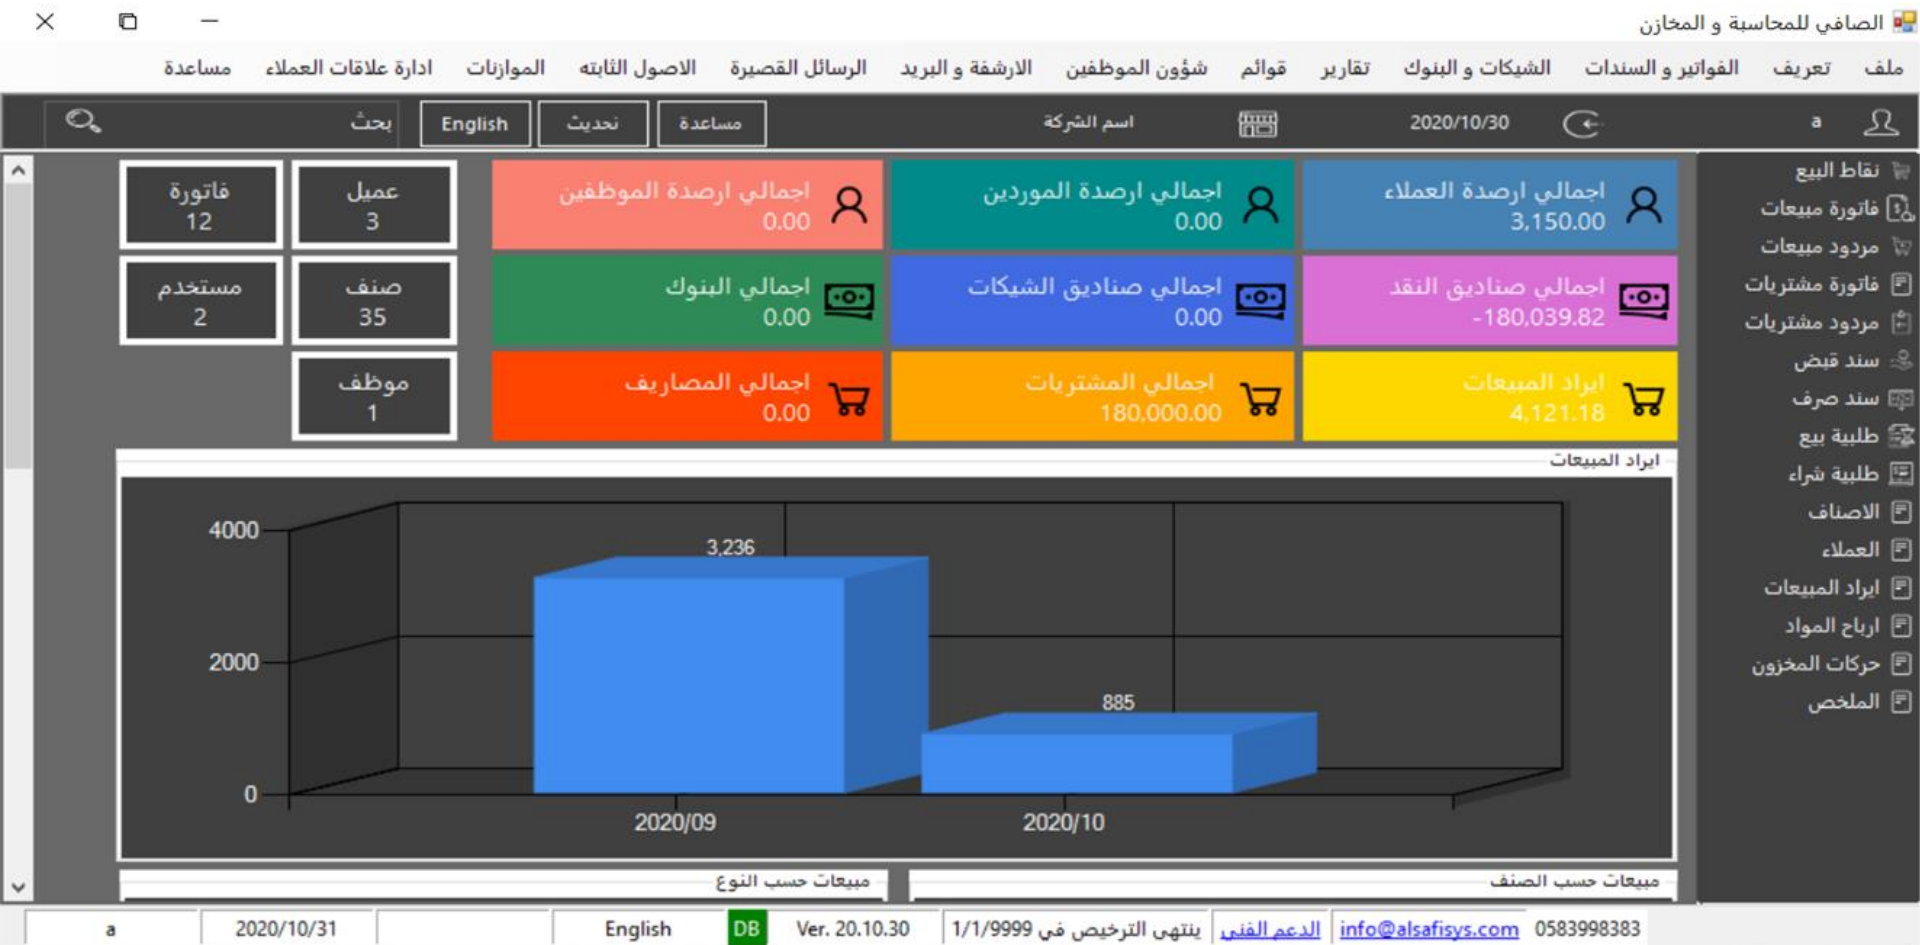 الصافي للمحاسبة و المخازن
ملف تعريف الفواتير و السندات الشيكات و البنوك تقارير قوائم شؤون الموظفين الارشفة و البريد الرسائل القصيرة الاصول الثابته الموازنات ادارة علاقات العملاء مساعدة
a 2020/10/30 اسم الشركة مساعدة تحديث English بحث
نقاط البيع
فاتورة مبيعات
مردود مبيعات
فاتورة مشتريات
مردود مشتريات
سند قبض
سند صرف
طلبية بيع
طلبية شراء
الاصناف
العملاء
ايراد المبيعات
ارباح المواد
حركات المخزون
الملخص
اجمالي ارصدة العملاء
3,150.00
اجمالي ارصدة الموردين
0.00
اجمالي ارصدة الموظفين
0.00
عميل
3
فاتورة
12
اجمالي صناديق النقد
-180,039.82
اجمالي صناديق الشيكات
0.00
اجمالي البنوك
0.00
صنف
35
مستخدم
2
ايراد المبيعات
4,121.18
اجمالي المشتريات
180,000.00
اجمالي المصاريف
0.00
موظف
1
ايراد المبيعات
4000
2000
0
3,236
885
2020/09
2020/10
مبيعات حسب الصنف
مبيعات حسب النوع
0583998383 info@alsafisys.com الدعم الفني ينتهي الترخيص في 1/1/9999 Ver. 20.10.30 DB English 2020/10/31 a